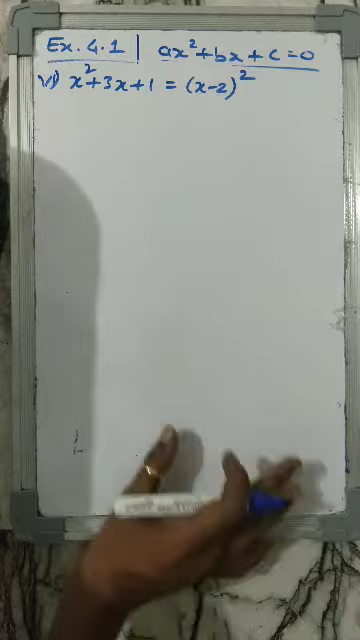 Ex. 4.1 | ax²+bx+c=0
vi) x²+3x+1 = (x-2)²